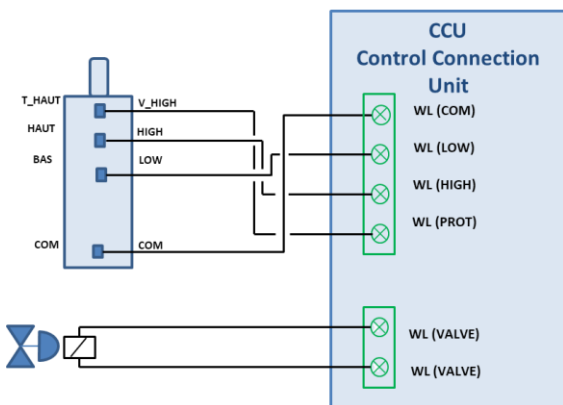 CCU
Control Connection
Unit
T_HAUT
V_HIGH
WL (COM)
HAUT
HIGH
WL (LOW)
BAS
LOW
WL (HIGH)
WL (PROT)
COM
COM
WL (VALVE)
WL (VALVE)